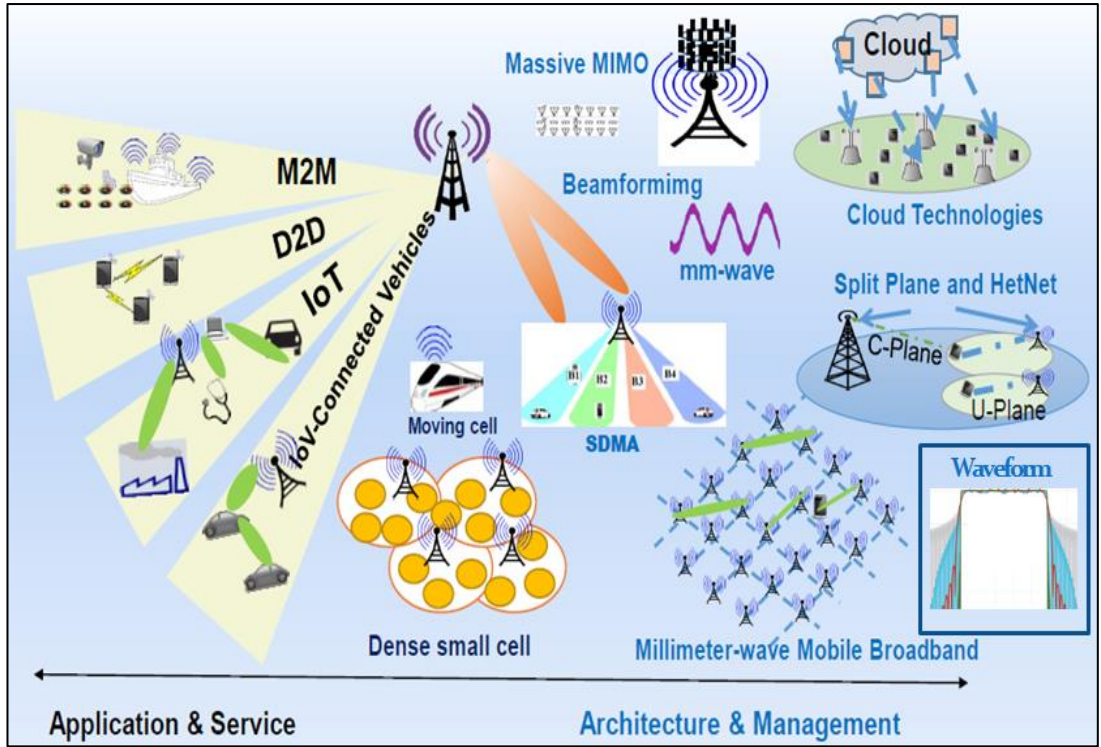 Massive MIMO
Cloud
M2M
Beamformimg
Cloud Technologies
D2D
mm-wave
IoT
Split Plane and HetNet
IoV-Connected Vehicles
C-Plane
B1
B2
B3
B4
U-Plane
Moving cell
SDMA
Waveform
Dense small cell
Millimeter-wave Mobile Broadband
Application & Service
Architecture & Management